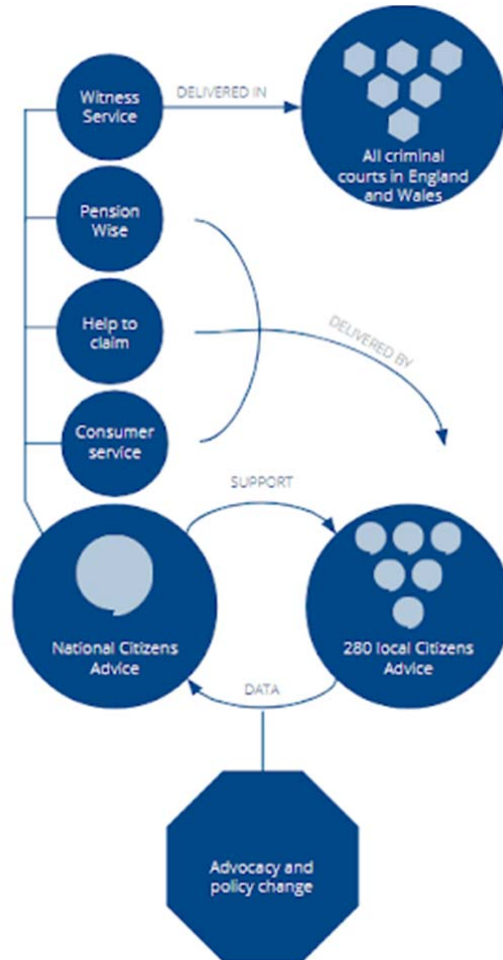 Witness
Service
DELIVERED IN
All criminal
courts in England
and Wales
Pension
Wise
Help to
claim
DELIVERED BY
Consumer
service
SUPPORT
National Citizens
Advice
280 local Citizens
Advice
DATA
Advocacy and
policy change